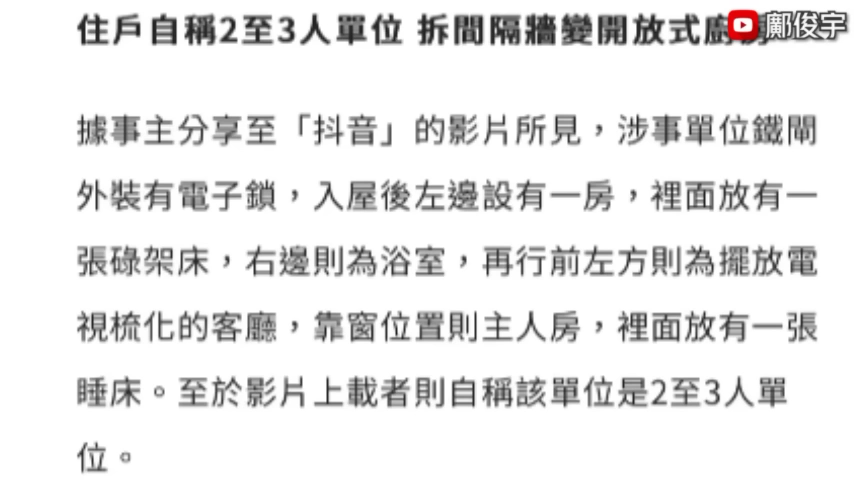 住戶自稱2至3人單位 拆間隔牆變開放式廚房
鄺俊宇
據事主分享至「抖音」的影片所見，涉事單位鐵閘
外裝有電子鎖，入屋後左邊設有一房，裡面放有一
張碌架床，右邊則為浴室，再行前左方則為擺放電
視梳化的客廳，靠窗位置則主人房，裡面放有一張
睡床。至於影片上載者則自稱該單位是2至3人單
位。